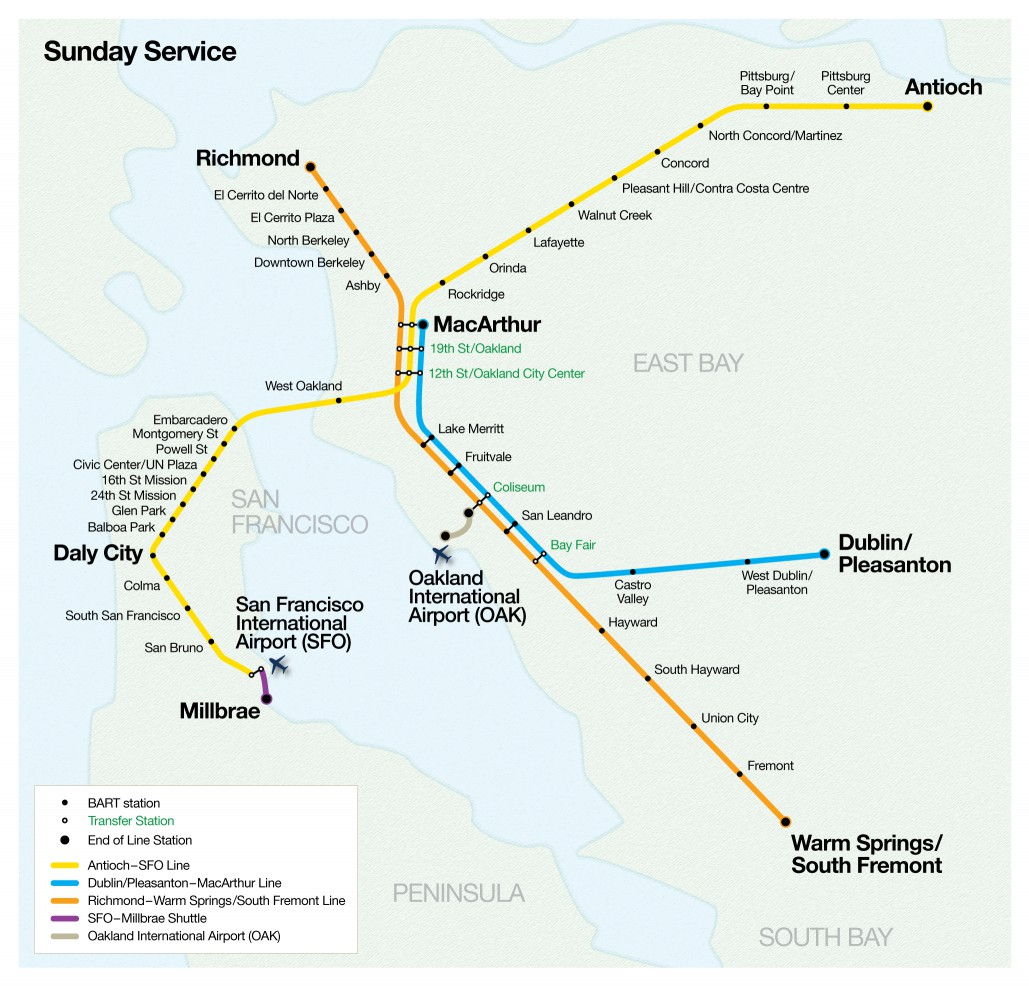 Sunday Service
Pittsburg/
Bay Point
Pittsburg
Center
Antioch
North Concord/Martinez
Concord
Pleasant Hill/Contra Costa Centre
Walnut Creek
Lafayette
Orinda
Rockridge
Richmond
El Cerrito del Norte
El Cerrito Plaza
North Berkeley
Downtown Berkeley
Ashby
MacArthur
19th St/Oakland
12th St/Oakland City Center
EAST BAY
West Oakland
Embarcadero
Montgomery St
Powell St
Civic Center/UN Plaza
16th St Mission
24th St Mission
Glen Park
Balboa Park
Daly City
Colma
South San Francisco
San Bruno
SAN
FRANCISCO
San Francisco
International
Airport (SFO)
Millbrae
Lake Merritt
Fruitvale
Coliseum
San Leandro
Bay Fair
Oakland
International
Airport (OAK)
Castro
Valley
West Dublin/
Pleasanton
Dublin/
Pleasanton
Hayward
South Hayward
Union City
Fremont
Warm Springs/
South Fremont
PENINSULA
SOUTH BAY
BART station
Transfer Station
End of Line Station
Antioch–SFO Line
Dublin/Pleasanton–MacArthur Line
Richmond–Warm Springs/South Fremont Line
SFO–Millbrae Shuttle
Oakland International Airport (OAK)